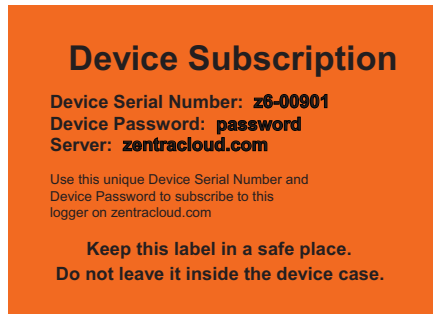 Device Subscription
Device Serial Number: z6-00901
Device Password: password
Server: zentracloud.com
Use this unique Device Serial Number and
Device Password to subscribe to this
logger on zentracloud.com
Keep this label in a safe place.
Do not leave it inside the device case.